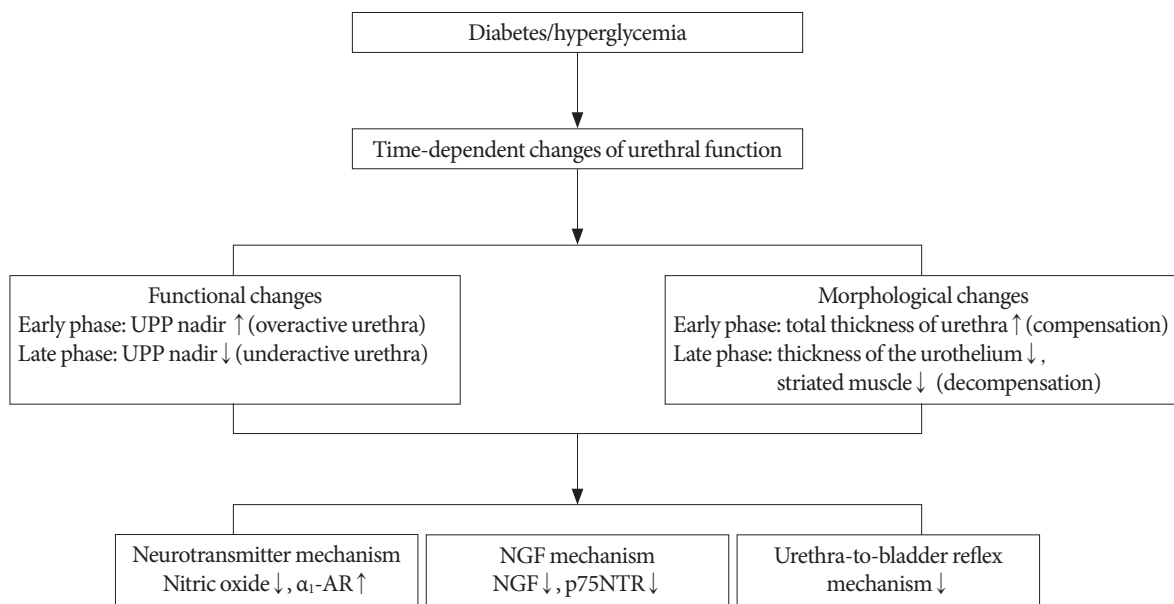 Diabetes/hyperglycemia
Time-dependent changes of urethral function
Functional changes
Early phase: UPP nadir ↑ (overactive urethra)
Late phase: UPP nadir ↓ (underactive urethra)
Morphological changes
Early phase: total thickness of urethra ↑ (compensation)
Late phase: thickness of the urothelium ↓ ,
striated muscle ↓ (decompensation)
Neurotransmitter mechanism
Nitric oxide ↓, α₁-AR ↑
NGF mechanism
NGF ↓, p75NTR ↓
Urethra-to-bladder reflex
mechanism ↓